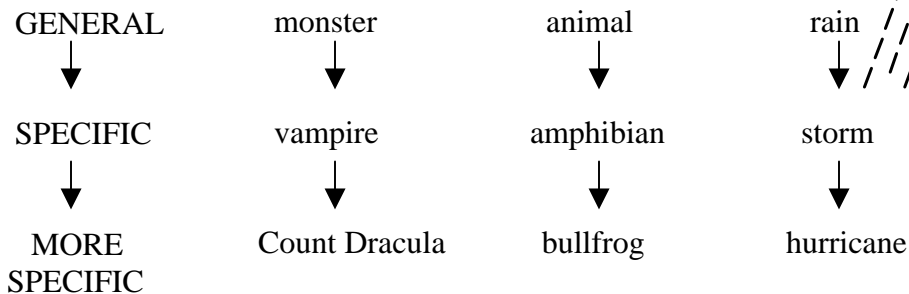 GENERAL monster animal rain
SPECIFIC vampire amphibian storm
MORE Count Dracula bullfrog hurricane
SPECIFIC